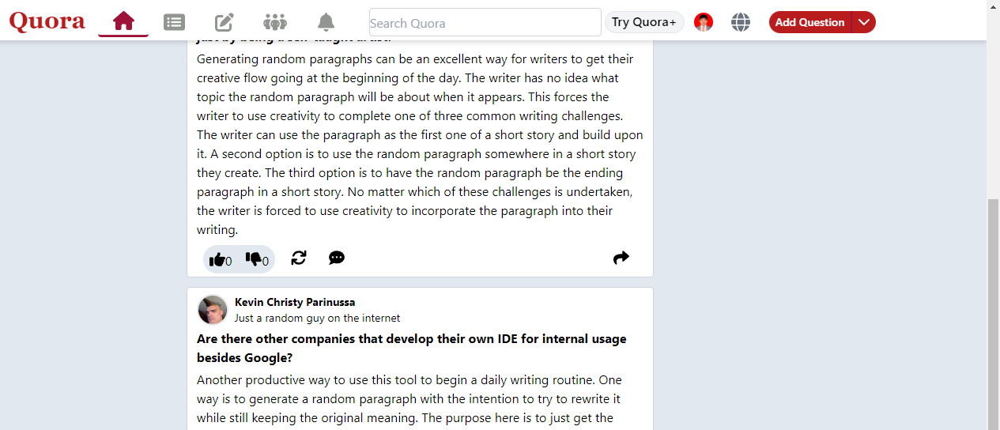 Quora
Search Quora
Try Quora+
Add Question
Generating random paragraphs can be an excellent way for writers to get their
creative flow going at the beginning of the day. The writer has no idea what
topic the random paragraph will be about when it appears. This forces the
writer to use creativity to complete one of three common writing challenges.
The writer can use the paragraph as the first one of a short story and build upon
it. A second option is to use the random paragraph somewhere in a short story
they create. The third option is to have the random paragraph be the ending
paragraph in a short story. No matter which of these challenges is undertaken,
the writer is forced to use creativity to incorporate the paragraph into their
writing.
0 0
Kevin Christy Parinussa
Just a random guy on the internet
Are there other companies that develop their own IDE for internal usage
besides Google?
Another productive way to use this tool to begin a daily writing routine. One
way is to generate a random paragraph with the intention to try to rewrite it
while still keeping the original meaning. The purpose here is to just get the